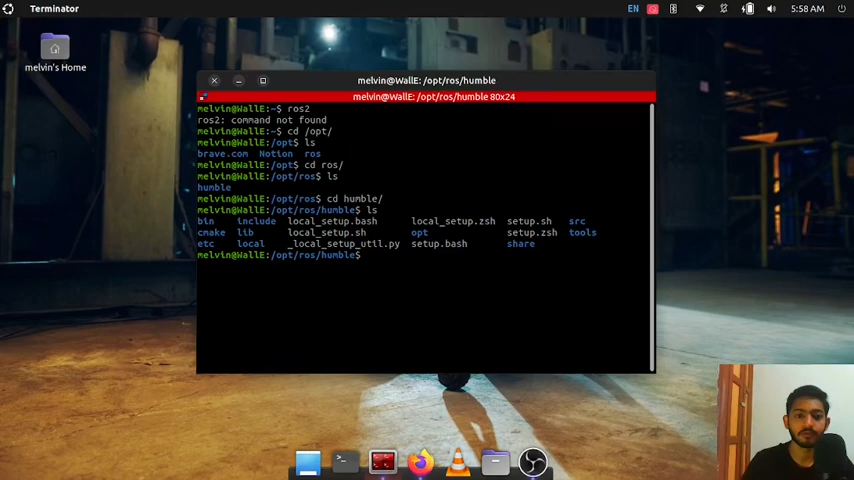 Terminator
EN
5:58 AM
melvin's Home
melvin@WallE: /opt/ros/humble
melvin@WallE: /opt/ros/humble 80x24
melvin@WallE:~$ ros2
ros2: command not found
melvin@WallE:~$ cd /opt/
melvin@WallE:/opt$ ls
brave.com  Notion  ros
melvin@WallE:/opt$ cd ros/
melvin@WallE:/opt/ros$ ls
humble
melvin@WallE:/opt/ros$ cd humble/
melvin@WallE:/opt/ros/humble$ ls
bin    include  local_setup.bash      local_setup.zsh  setup.sh   src
cmake  lib      local_setup.sh        opt              setup.zsh  tools
etc    local    _local_setup_util.py  setup.bash       share
melvin@WallE:/opt/ros/humble$